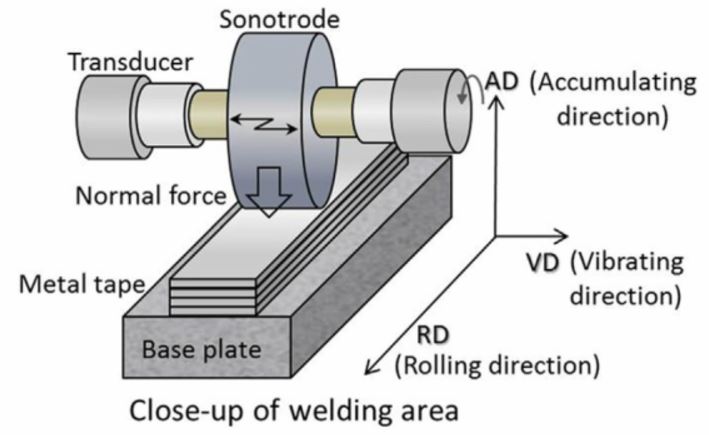 Sonotrode
Transducer
AD (Accumulating
direction)
Normal force
VD (Vibrating
direction)
Metal tape
RD
(Rolling direction)
Base plate
Close-up of welding area